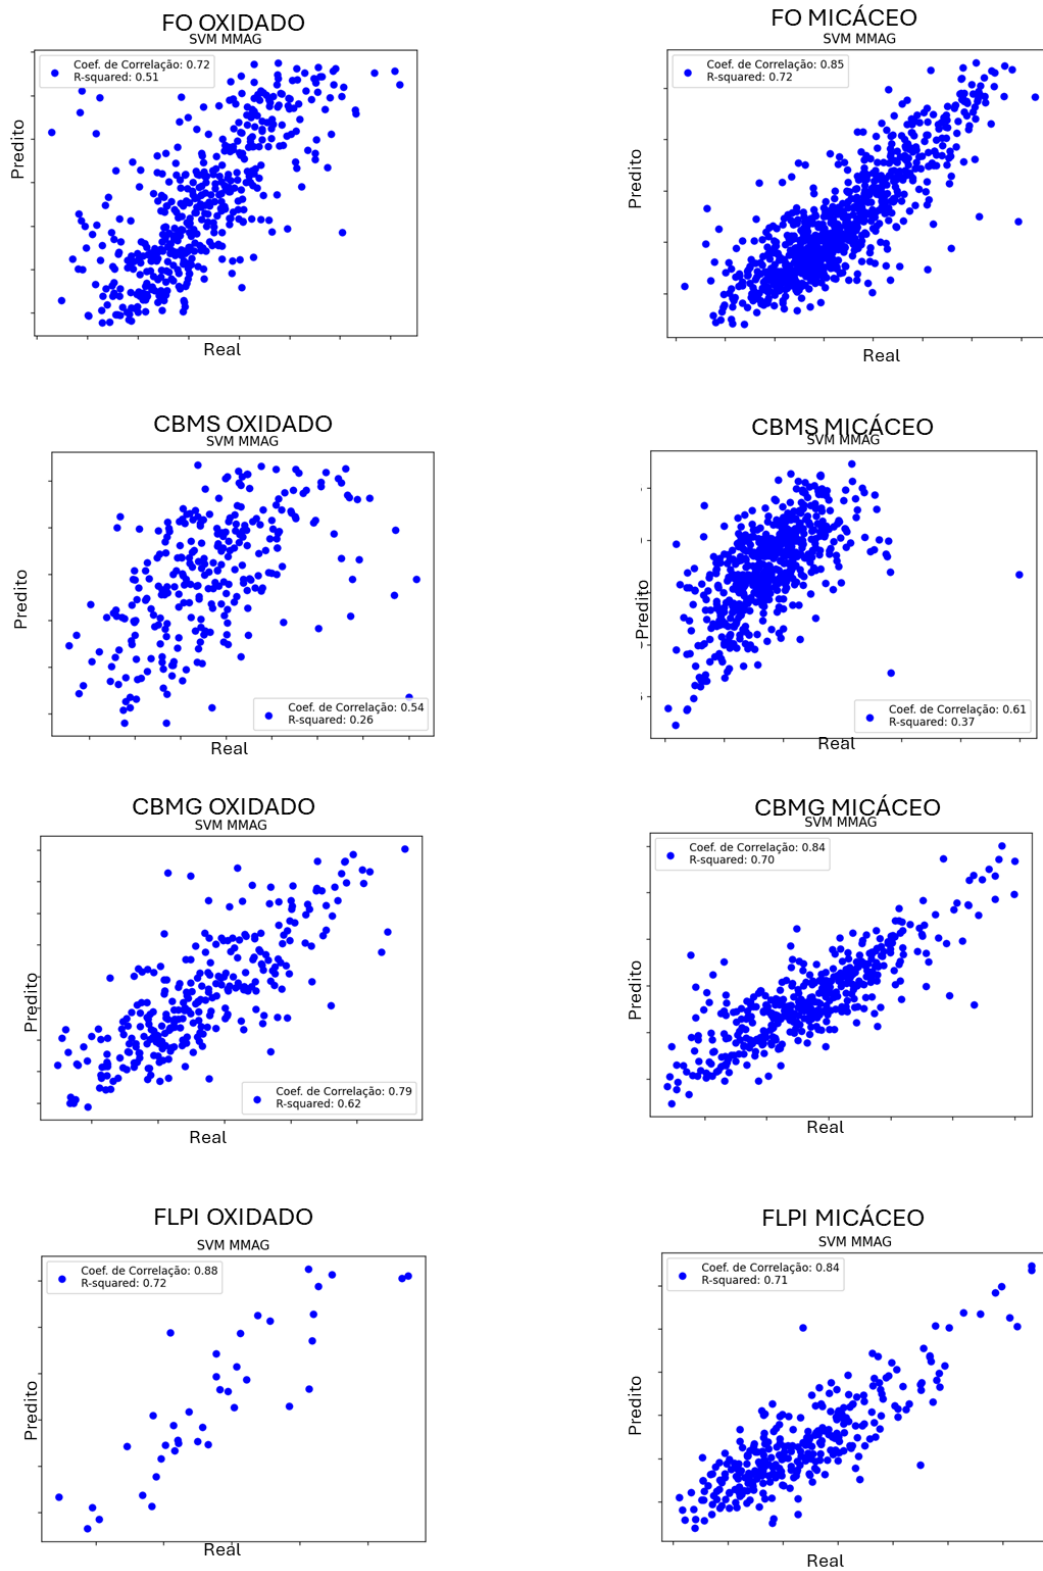 FO OXIDADO
SVM MMAG
Coef. de Correlação: 0.72
R-squared: 0.51
Predito
Real
FO MICÁCEO
SVM MMAG
Coef. de Correlação: 0.85
R-squared: 0.72
Predito
Real
CBMS OXIDADO
SVM MMAG
Predito
Coef. de Correlação: 0.54
R-squared: 0.26
Real
CBMS MICÁCEO
SVM MMAG
Predito
Coef. de Correlação: 0.61
R-squared: 0.37
Real
CBMG OXIDADO
SVM MMAG
Predito
Coef. de Correlação: 0.79
R-squared: 0.62
Real
CBMG MICÁCEO
SVM MMAG
Coef. de Correlação: 0.84
R-squared: 0.70
Predito
Real
FLPI OXIDADO
SVM MMAG
Coef. de Correlação: 0.88
R-squared: 0.72
Predito
Real
FLPI MICÁCEO
SVM MMAG
Coef. de Correlação: 0.84
R-squared: 0.71
Predito
Real